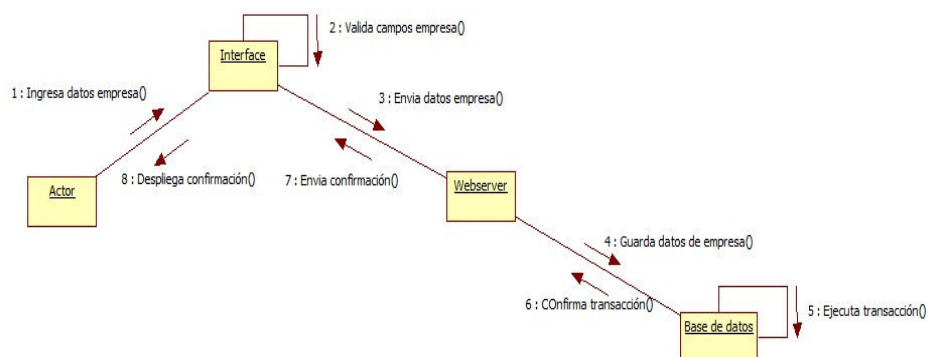 2 : Valida campos empresa()
Interface
1 : Ingresa datos empresa()
3 : Envia datos empresa()
8 : Despliega confirmación()
7 : Envia confirmación()
Actor
Webserver
4 : Guarda datos de empresa()
6 : COnfirma transacción()
5 : Ejecuta transacción()
Base de datos